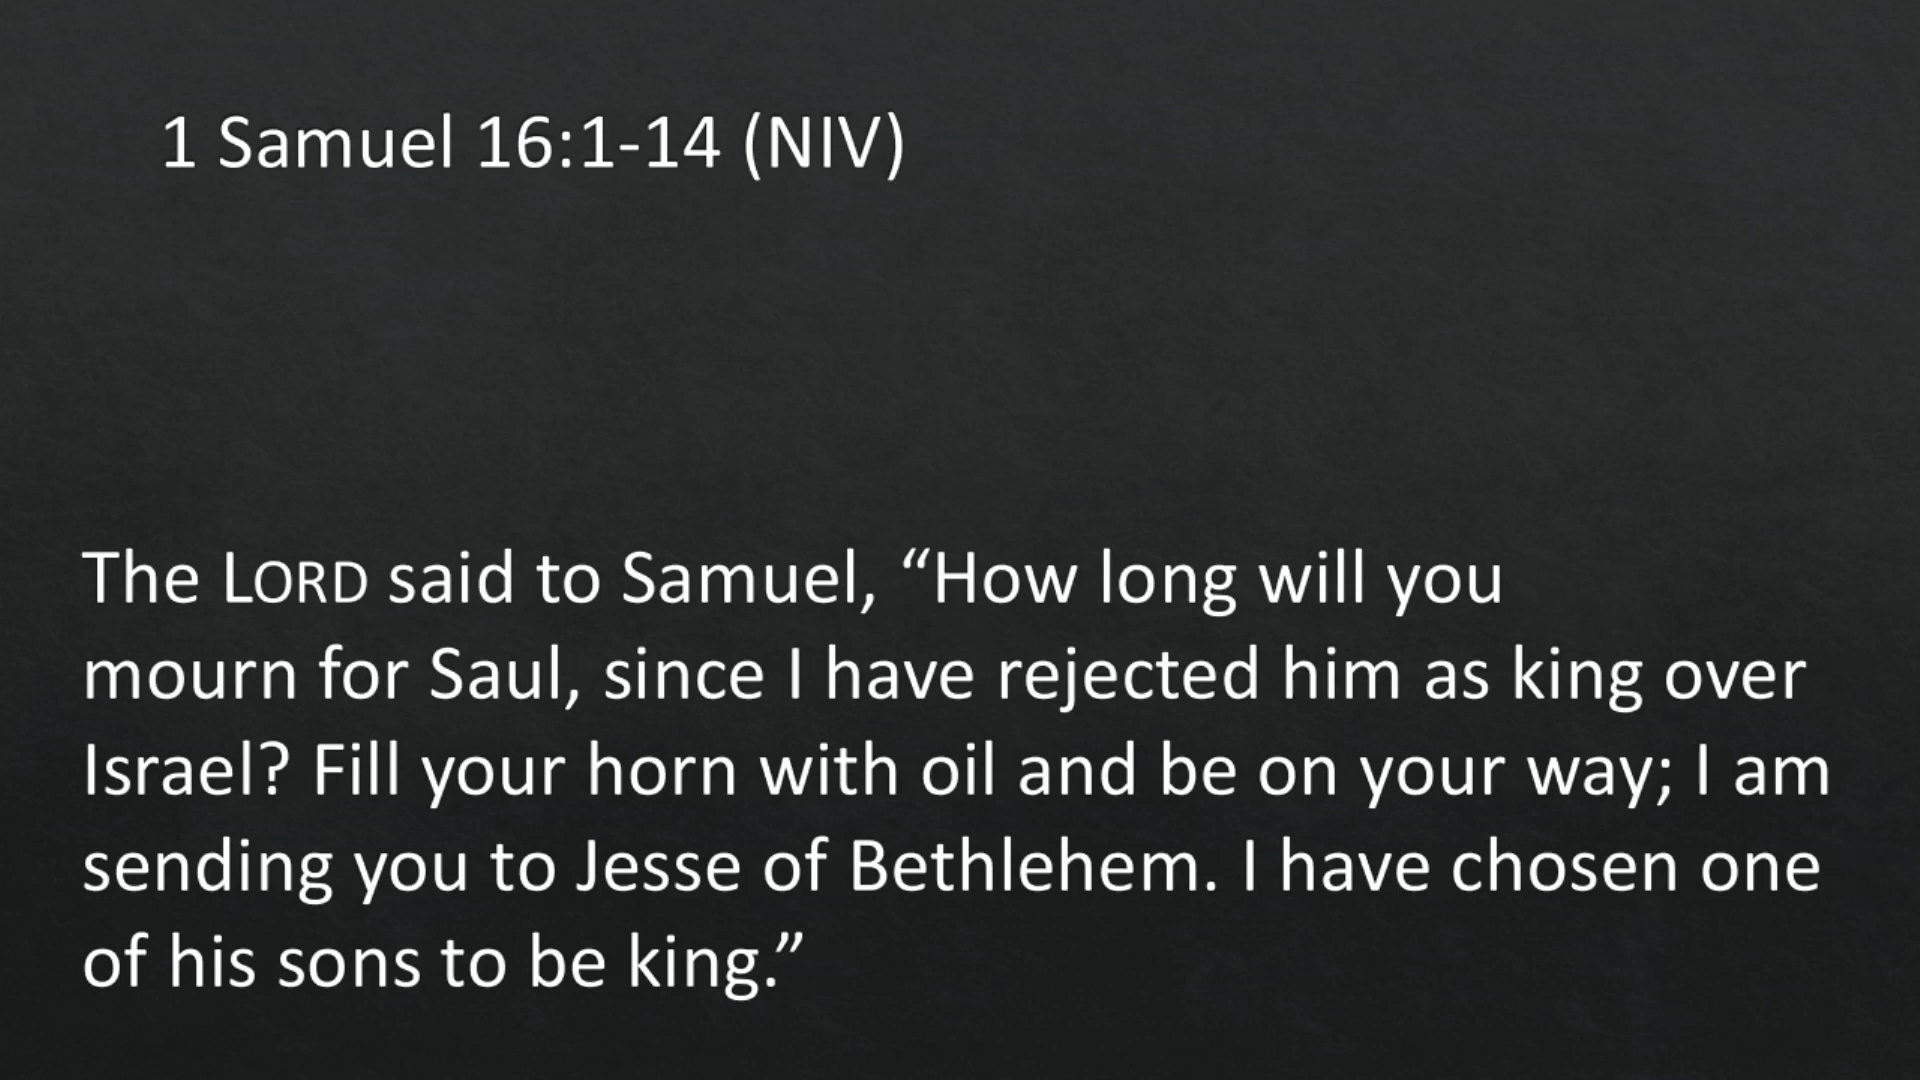 1 Samuel 16:1-14 (NIV)
The LORD said to Samuel, “How long will you
mourn for Saul, since I have rejected him as king over
Israel? Fill your horn with oil and be on your way; I am
sending you to Jesse of Bethlehem. I have chosen one
of his sons to be king.”